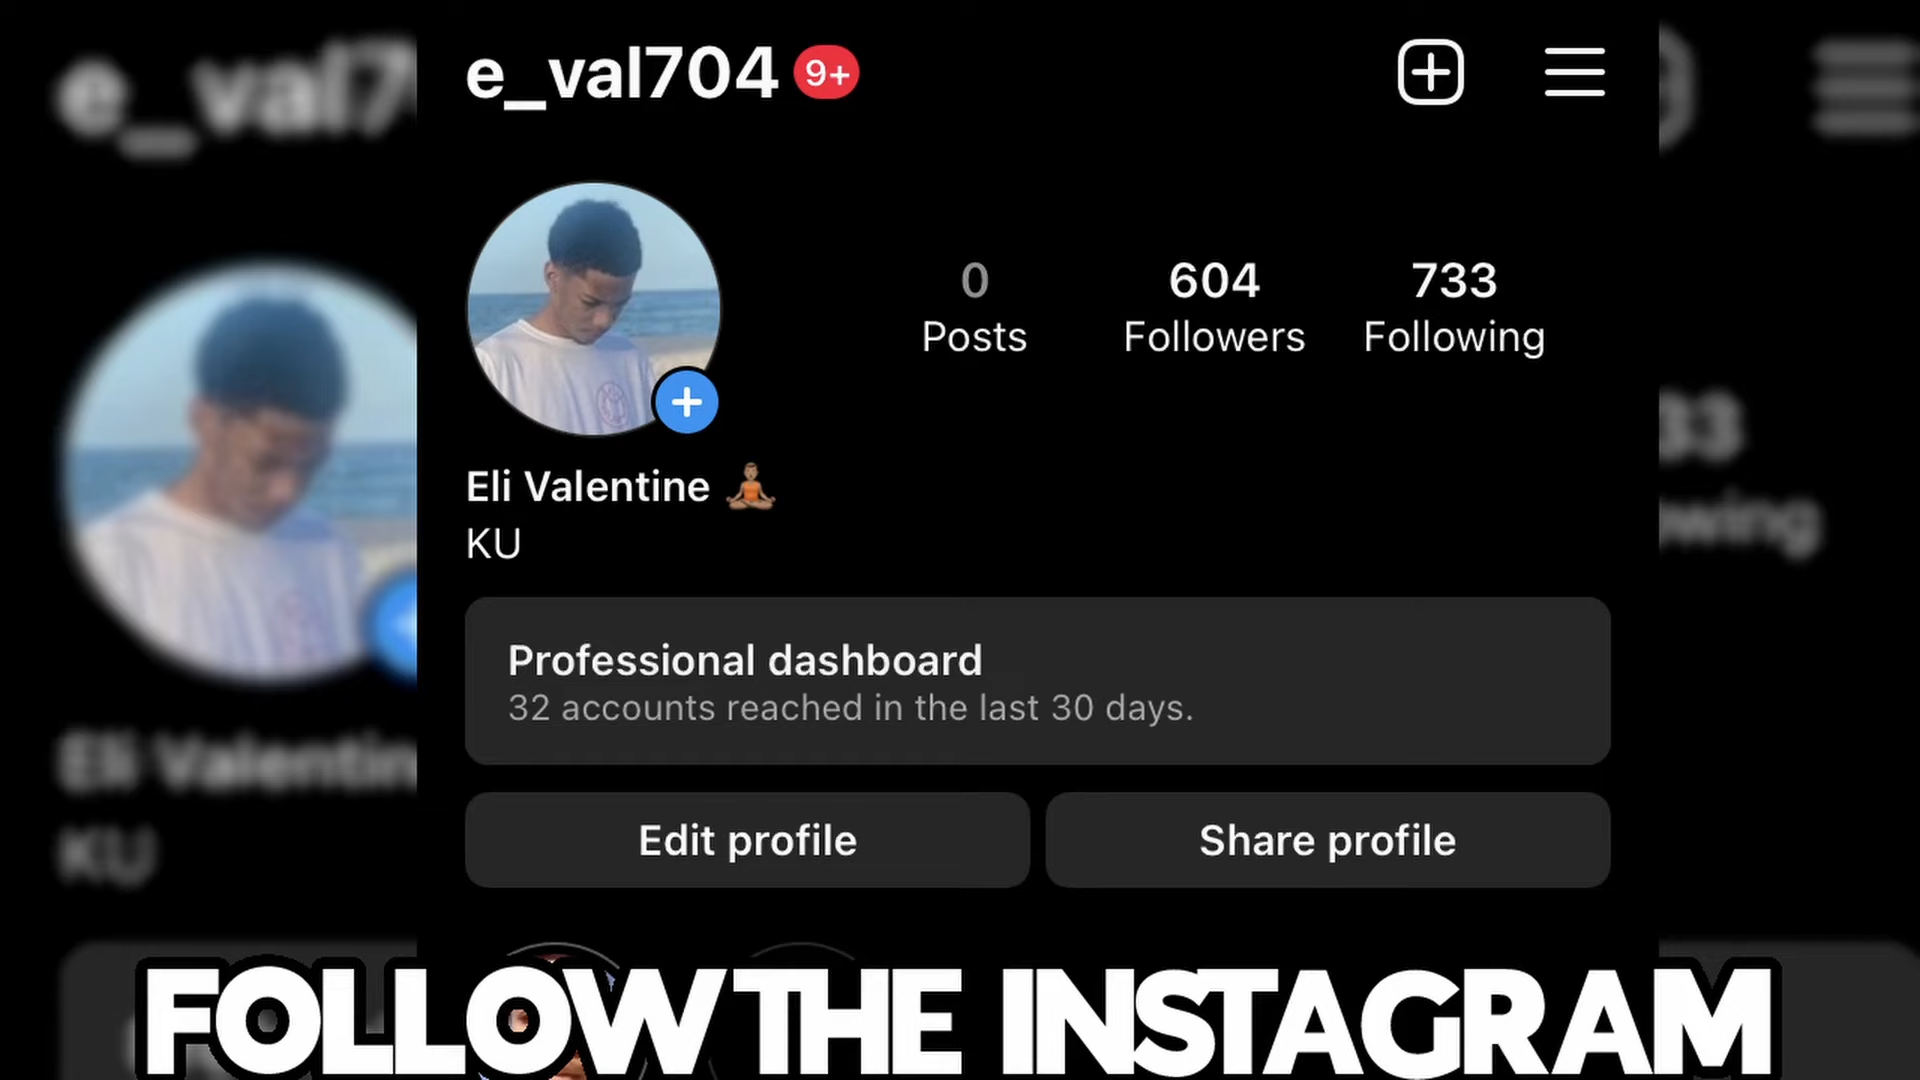 e_val704 9+
0 604 733
Posts Followers Following
Eli Valentine
KU
Professional dashboard
32 accounts reached in the last 30 days.
Edit profile Share profile
FOLLOW THE INSTAGRAM